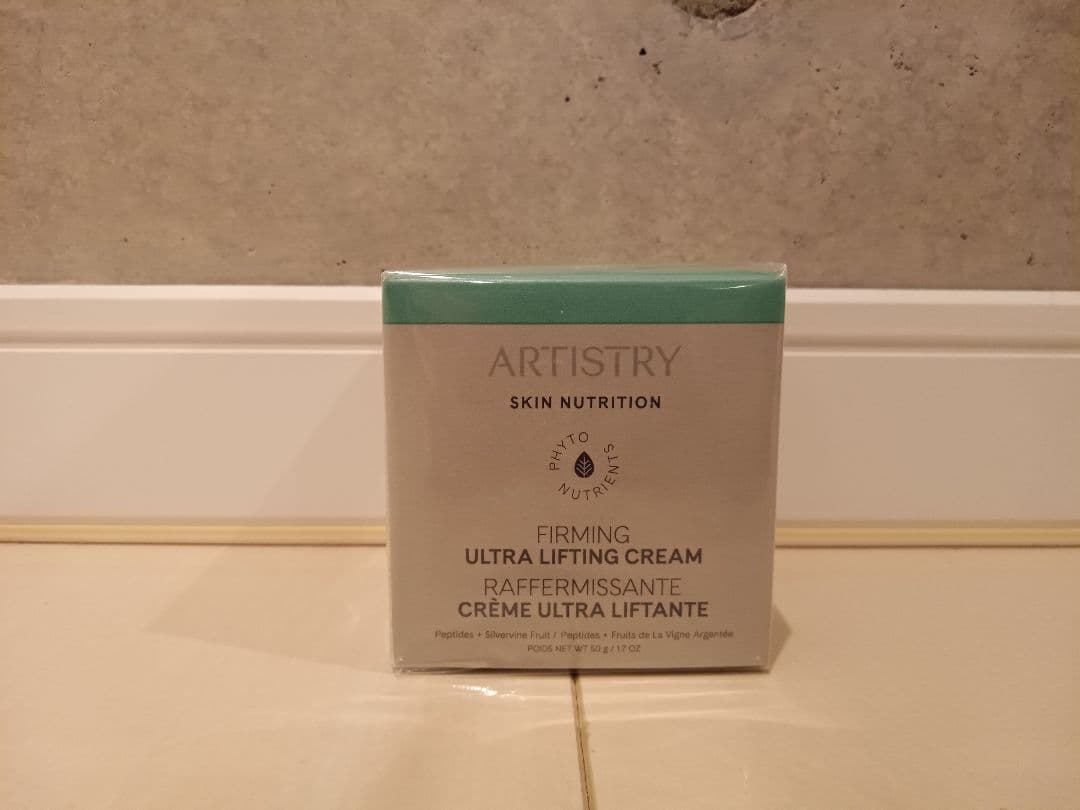 ARTISTRY
SKIN NUTRITION
PHYTO
NUTRIENTS
FIRMING
ULTRA LIFTING CREAM
RAFFERMISSANTE
CRÈME ULTRA LIFTANTE
Peptides + Silvervine Fruit / Peptides + Fruits de La Vigne Argentée
POIDS NET WT 50 g / 1.7 OZ